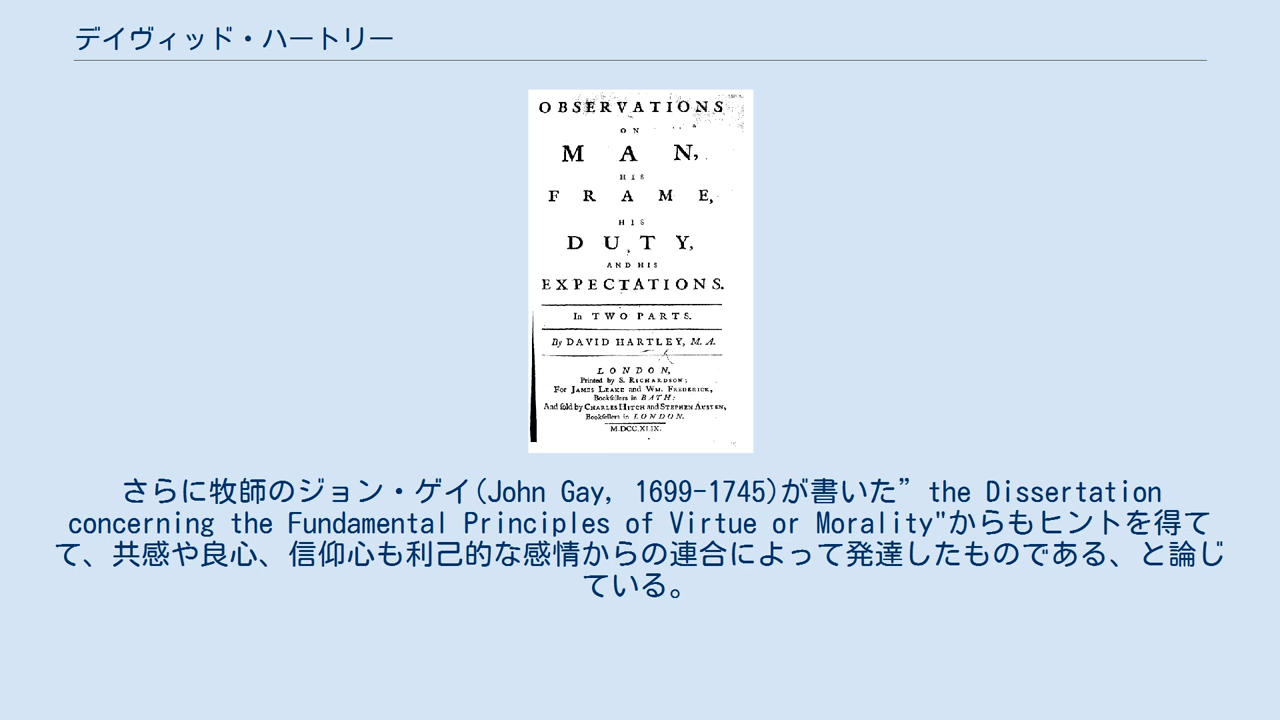 デイヴィッド・ハートリー
OBSERVATIONS
ON
MAN,
HIS
FRAME,
HIS
DUTY,
AND HIS
EXPECTATIONS.
In TWO PARTS.
By DAVID HARTLEY, M. A.
LONDON,
Printed by S. RICHARDSON;
For JAMES LEAKE and WM. FREDERICK,
Booksellers in BATH:
And sold by CHARLES HITCH and STEPHEN AUSTEN,
Booksellers in LONDON.
M.DCC.XLIX.
さらに牧師のジョン・ゲイ(John Gay, 1699-1745)が書いた”the Dissertation
concerning the Fundamental Principles of Virtue or Morality"からもヒントを得て
て、共感や良心、信仰心も利己的な感情からの連合によって発達したものである、と論じ
ている。